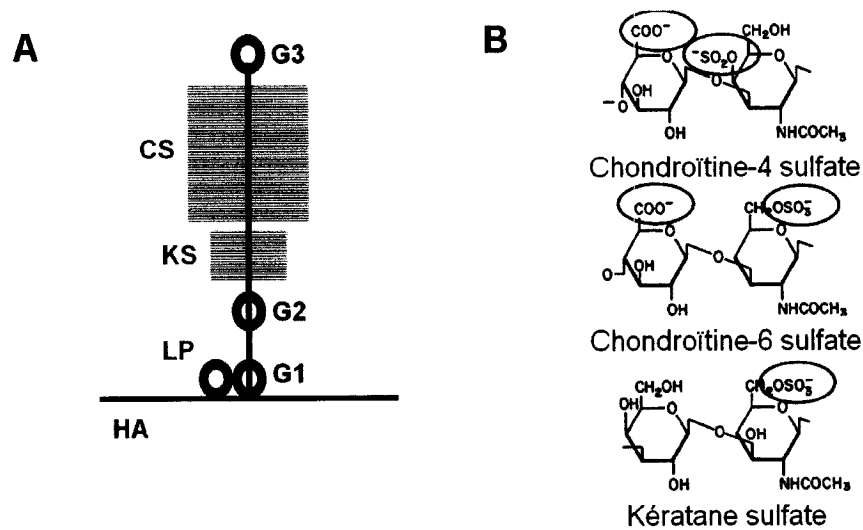 A
G3
CS
KS
G2
LP
G1
HA
B
COO⁻
CH₂OH
⁻SO₂O
O
O
OH
O
O
OH
NHCOCH₃
Chondroïtine-4 sulfate
COO⁻
CH₂OSO₃⁻
O
O
O
OH
O
OH
NHCOCH₃
Chondroïtine-6 sulfate
CH₂OH
CH₂OSO₃⁻
OH
O
O
O
OH
OH
NHCOCH₃
Kératane sulfate